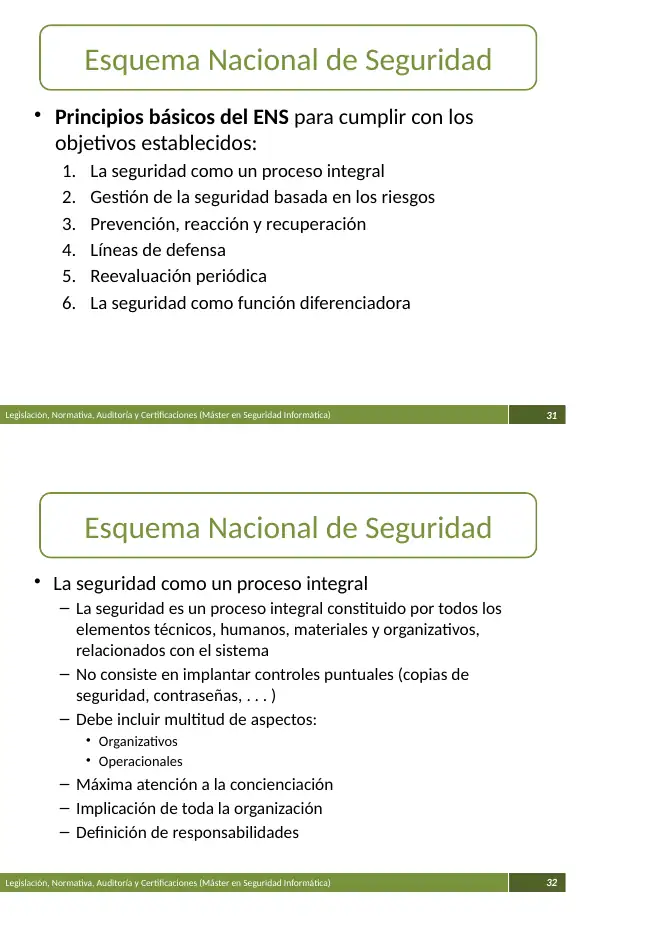 Esquema Nacional de Seguridad
• Principios básicos del ENS para cumplir con los
objetivos establecidos:
1. La seguridad como un proceso integral
2. Gestión de la seguridad basada en los riesgos
3. Prevención, reacción y recuperación
4. Líneas de defensa
5. Reevaluación periódica
6. La seguridad como función diferenciadora
Legislación, Normativa, Auditoría y Certificaciones (Máster en Seguridad Informática) 31
Esquema Nacional de Seguridad
• La seguridad como un proceso integral
– La seguridad es un proceso integral constituido por todos los
elementos técnicos, humanos, materiales y organizativos,
relacionados con el sistema
– No consiste en implantar controles puntuales (copias de
seguridad, contraseñas, . . . )
– Debe incluir multitud de aspectos:
• Organizativos
• Operacionales
– Máxima atención a la concienciación
– Implicación de toda la organización
– Definición de responsabilidades
Legislación, Normativa, Auditoría y Certificaciones (Máster en Seguridad Informática) 32